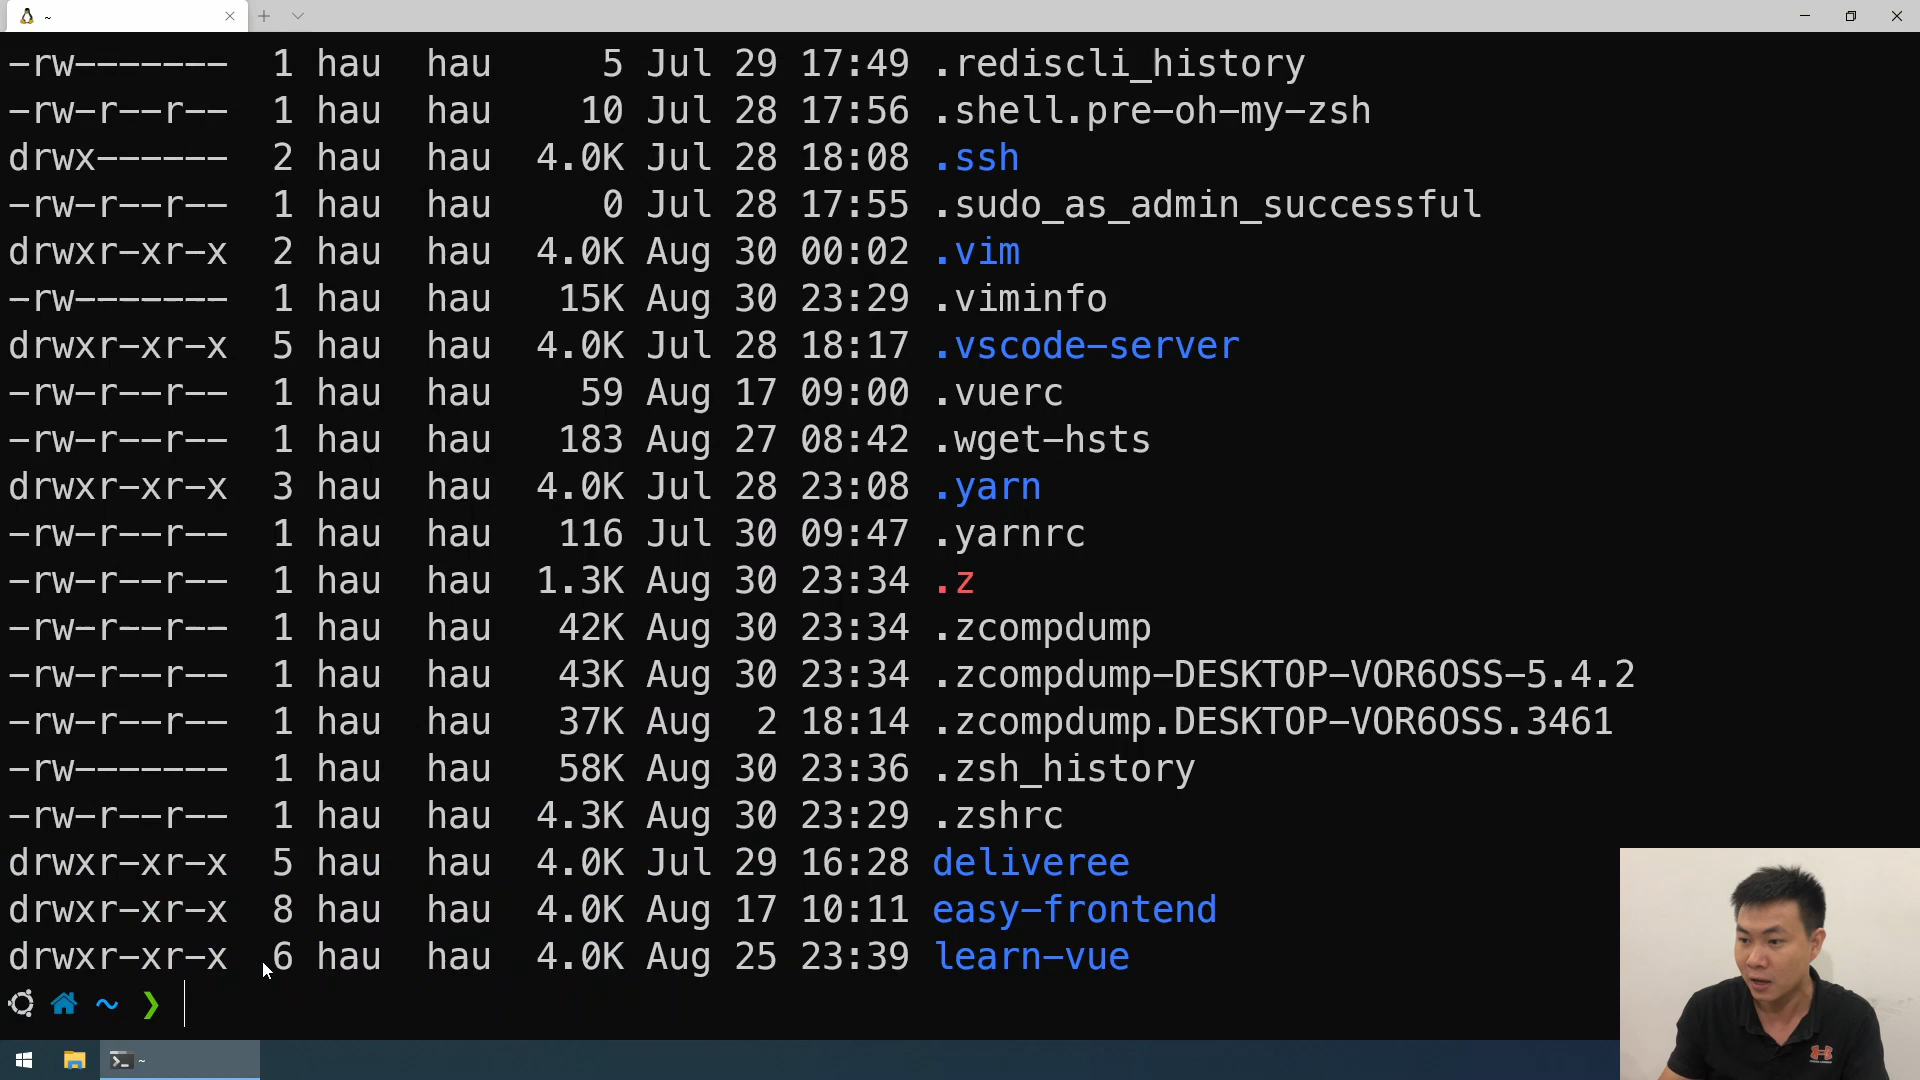 ~
-rw------- 1 hau hau 5 Jul 29 17:49 .rediscli_history
-rw-r--r-- 1 hau hau 10 Jul 28 17:56 .shell.pre-oh-my-zsh
drwx------ 2 hau hau 4.0K Jul 28 18:08 .ssh
-rw-r--r-- 1 hau hau 0 Jul 28 17:55 .sudo_as_admin_successful
drwxr-xr-x 2 hau hau 4.0K Aug 30 00:02 .vim
-rw------- 1 hau hau 15K Aug 30 23:29 .viminfo
drwxr-xr-x 5 hau hau 4.0K Jul 28 18:17 .vscode-server
-rw-r--r-- 1 hau hau 59 Aug 17 09:00 .vuerc
-rw-r--r-- 1 hau hau 183 Aug 27 08:42 .wget-hsts
drwxr-xr-x 3 hau hau 4.0K Jul 28 23:08 .yarn
-rw-r--r-- 1 hau hau 116 Jul 30 09:47 .yarnrc
-rw-r--r-- 1 hau hau 1.3K Aug 30 23:34 .z
-rw-r--r-- 1 hau hau 42K Aug 30 23:34 .zcompdump
-rw-r--r-- 1 hau hau 43K Aug 30 23:34 .zcompdump-DESKTOP-VOR6OSS-5.4.2
-rw-r--r-- 1 hau hau 37K Aug 2 18:14 .zcompdump.DESKTOP-VOR6OSS.3461
-rw------- 1 hau hau 58K Aug 30 23:36 .zsh_history
-rw-r--r-- 1 hau hau 4.3K Aug 30 23:29 .zshrc
drwxr-xr-x 5 hau hau 4.0K Jul 29 16:28 deliveree
drwxr-xr-x 8 hau hau 4.0K Aug 17 10:11 easy-frontend
drwxr-xr-x 6 hau hau 4.0K Aug 25 23:39 learn-vue
~ ❯
~